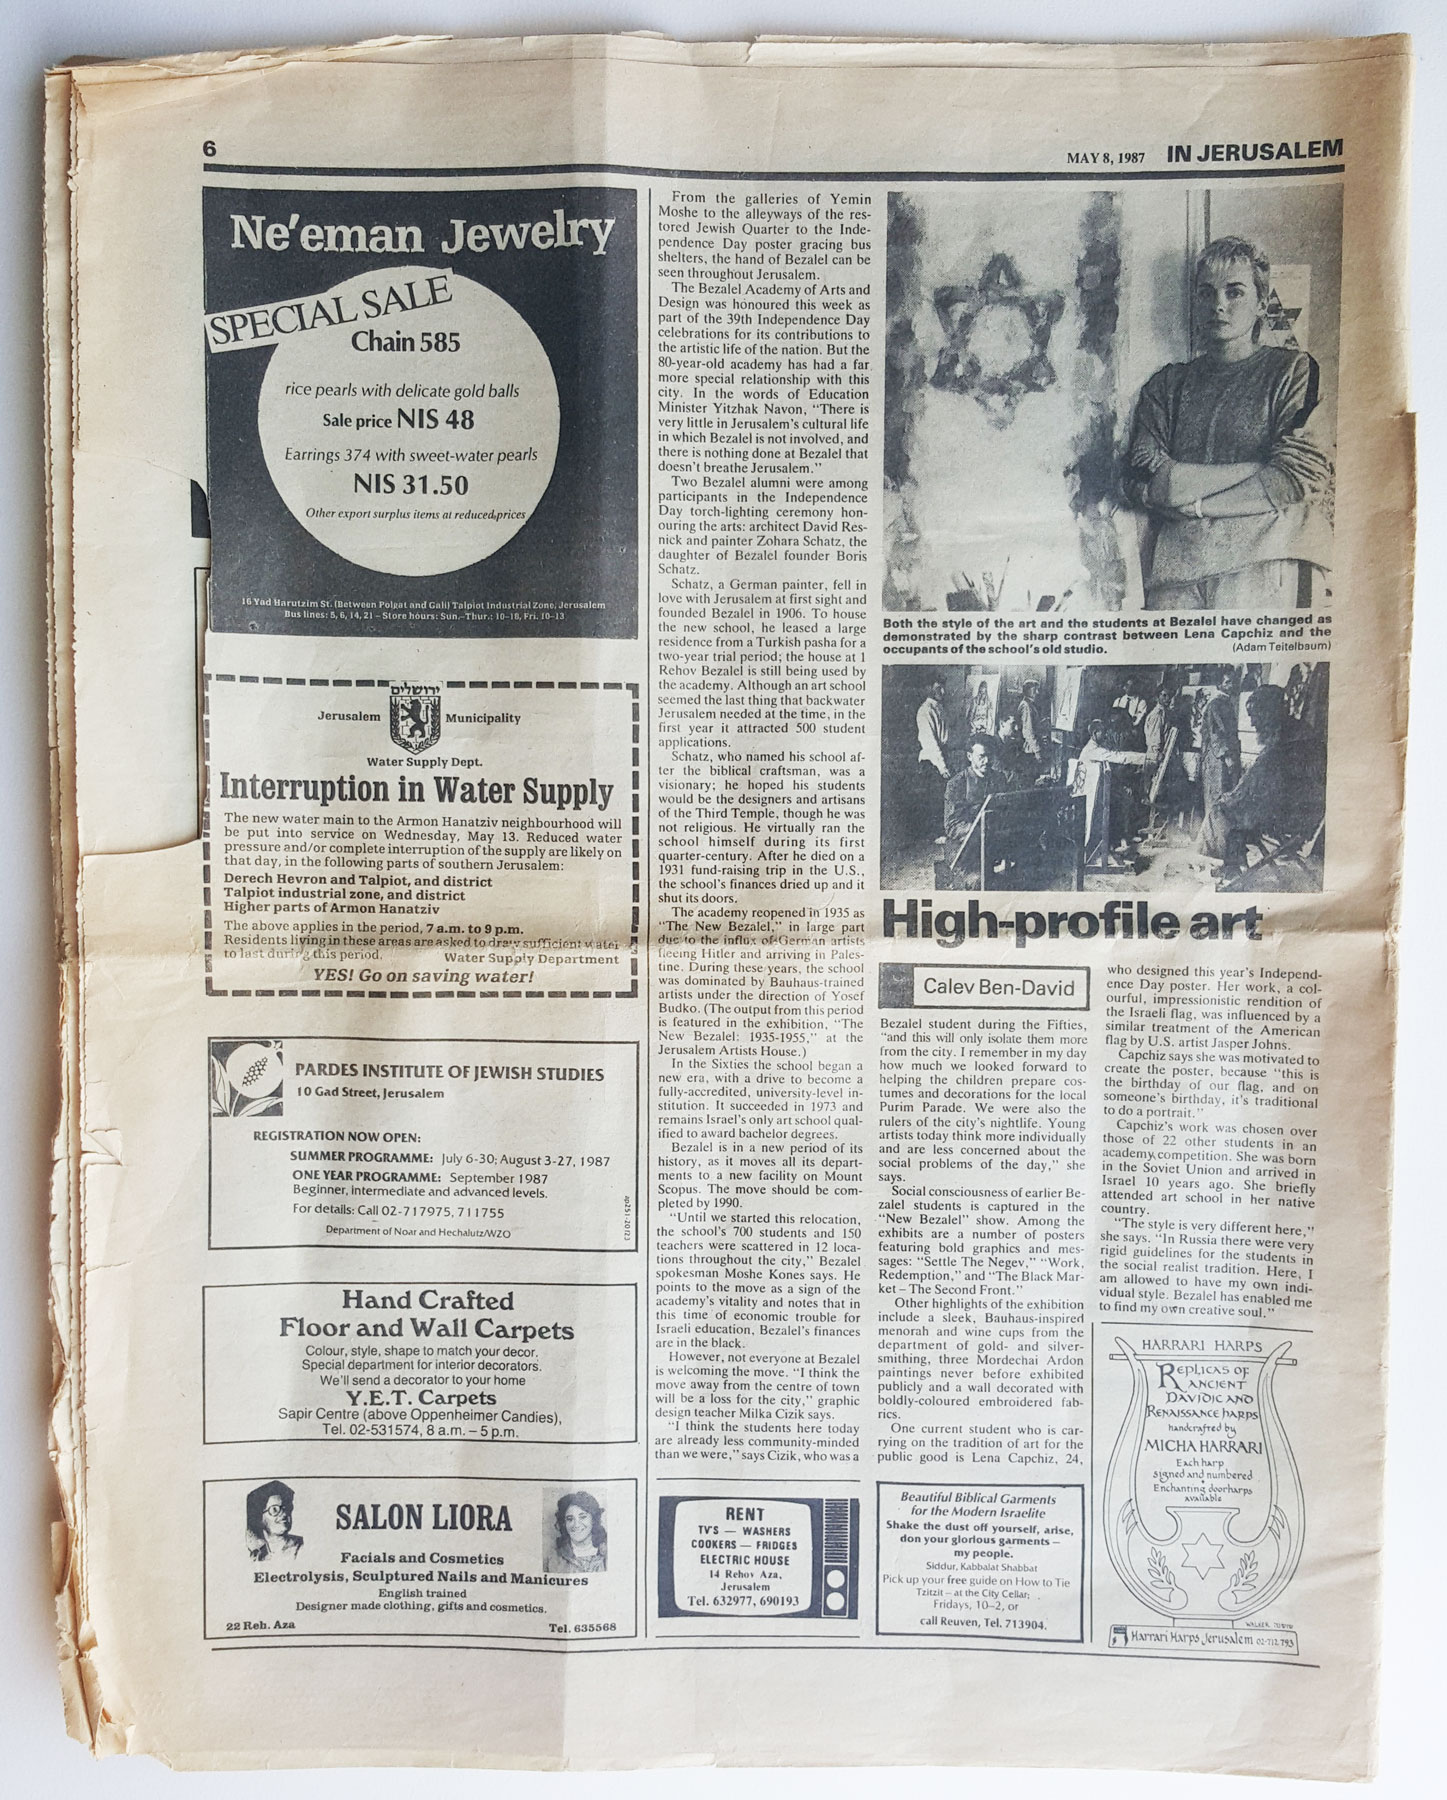 6
MAY 8, 1987 IN JERUSALEM
Ne'eman Jewelry
SPECIAL SALE
Chain 585
rice pearls with delicate gold balls
Sale price NIS 48
Earrings 374 with sweet-water pearls
NIS 31.50
Other export surplus items at reduced prices
16 Yad Harutzim St. (Between Polgat and Gali) Talpiot Industrial Zone, Jerusalem
Bus lines: 5, 6, 14, 21 – Store hours: Sun.–Thur.: 10–18, Fri. 10–13
ירושלים
Jerusalem Municipality
Water Supply Dept.
Interruption in Water Supply
The new water main to the Armon Hanatziv neighbourhood will
be put into service on Wednesday, May 13. Reduced water
pressure and/or complete interruption of the supply are likely on
that day, in the following parts of southern Jerusalem:
Derech Hevron and Talpiot, and district
Talpiot industrial zone, and district
Higher parts of Armon Hanatziv
The above applies in the period, 7 a.m. to 9 p.m.
Residents living in these areas are asked to draw sufficient water
to last during this period. Water Supply Department
YES! Go on saving water!
PARDES INSTITUTE OF JEWISH STUDIES
10 Gad Street, Jerusalem
REGISTRATION NOW OPEN:
SUMMER PROGRAMME: July 6-30; August 3-27, 1987
ONE YEAR PROGRAMME: September 1987
Beginner, intermediate and advanced levels.
For details: Call 02-717975, 711755
Department of Noar and Hechalutz/WZO
Hand Crafted
Floor and Wall Carpets
Colour, style, shape to match your decor.
Special department for interior decorators.
We'll send a decorator to your home
Y.E.T. Carpets
Sapir Centre (above Oppenheimer Candies),
Tel. 02-531574, 8 a.m. – 5 p.m.
SALON LIORA
Facials and Cosmetics
Electrolysis, Sculptured Nails and Manicures
English trained
Designer made clothing, gifts and cosmetics.
22 Reh. Aza Tel. 635568
From the galleries of Yemin
Moshe to the alleyways of the res-
tored Jewish Quarter to the Inde-
pendence Day poster gracing bus
shelters, the hand of Bezalel can be
seen throughout Jerusalem.
The Bezalel Academy of Arts and
Design was honoured this week as
part of the 39th Independence Day
celebrations for its contributions to
the artistic life of the nation. But the
80-year-old academy has had a far
more special relationship with this
city. In the words of Education
Minister Yitzhak Navon, "There is
very little in Jerusalem's cultural life
in which Bezalel is not involved, and
there is nothing done at Bezalel that
doesn't breathe Jerusalem."
Two Bezalel alumni were among
participants in the Independence
Day torch-lighting ceremony hon-
ouring the arts: architect David Res-
nick and painter Zohara Schatz, the
daughter of Bezalel founder Boris
Schatz.
Schatz, a German painter, fell in
love with Jerusalem at first sight and
founded Bezalel in 1906. To house
the new school, he leased a large
residence from a Turkish pasha for a
two-year trial period; the house at 1
Rehov Bezalel is still being used by
the academy. Although an art school
seemed the last thing that backwater
Jerusalem needed at the time, in the
first year it attracted 500 student
applications.
Schatz, who named his school af-
ter the biblical craftsman, was a
visionary; he hoped his students
would be the designers and artisans
of the Third Temple, though he was
not religious. He virtually ran the
school himself during its first
quarter-century. After he died on a
1931 fund-raising trip in the U.S.,
the school's finances dried up and it
shut its doors.
The academy reopened in 1935 as
"The New Bezalel," in large part
due to the influx of German artists
fleeing Hitler and arriving in Pales-
tine. During these years, the school
was dominated by Bauhaus-trained
artists under the direction of Yosef
Budko. (The output from this period
is featured in the exhibition, "The
New Bezalel: 1935-1955," at the
Jerusalem Artists House.)
In the Sixties the school began a
new era, with a drive to become a
fully-accredited, university-level in-
stitution. It succeeded in 1973 and
remains Israel's only art school qual-
ified to award bachelor degrees.
Bezalel is in a new period of its
history, as it moves all its depart-
ments to a new facility on Mount
Scopus. The move should be com-
pleted by 1990.
"Until we started this relocation,
the school's 700 students and 150
teachers were scattered in 12 loca-
tions throughout the city," Bezalel
spokesman Moshe Kones says. He
points to the move as a sign of the
academy's vitality and notes that in
this time of economic trouble for
Israeli education, Bezalel's finances
are in the black.
However, not everyone at Bezalel
is welcoming the move. "I think the
move away from the centre of town
will be a loss for the city," graphic
design teacher Milka Cizik says.
"I think the students here today
are already less community-minded
than we were," says Cizik, who was a
Both the style of the art and the students at Bezalel have changed as
demonstrated by the sharp contrast between Lena Capchiz and the
occupants of the school's old studio. (Adam Teitelbaum)
High-profile art
Calev Ben-David
Bezalel student during the Fifties,
"and this will only isolate them more
from the city. I remember in my day
how much we looked forward to
helping the children prepare cos-
tumes and decorations for the local
Purim Parade. We were also the
rulers of the city's nightlife. Young
artists today think more individually
and are less concerned about the
social problems of the day," she
says.
Social consciousness of earlier Be-
zalel students is captured in the
"New Bezalel" show. Among the
exhibits are a number of posters
featuring bold graphics and mes-
sages: "Settle The Negev," "Work,
Redemption," and "The Black Mar-
ket – The Second Front."
Other highlights of the exhibition
include a sleek, Bauhaus-inspired
menorah and wine cups from the
department of gold- and silver-
smithing, three Mordechai Ardon
paintings never before exhibited
publicly and a wall decorated with
boldly-coloured embroidered fab-
rics.
One current student who is car-
rying on the tradition of art for the
public good is Lena Capchiz, 24,
who designed this year's Independ-
ence Day poster. Her work, a col-
ourful, impressionistic rendition of
the Israeli flag, was influenced by a
similar treatment of the American
flag by U.S. artist Jasper Johns.
Capchiz says she was motivated to
create the poster, because "this is
the birthday of our flag, and on
someone's birthday, it's traditional
to do a portrait."
Capchiz's work was chosen over
those of 22 other students in an
academy competition. She was born
in the Soviet Union and arrived in
Israel 10 years ago. She briefly
attended art school in her native
country.
"The style is very different here,"
she says. "In Russia there were very
rigid guidelines for the students in
the social realist tradition. Here, I
am allowed to have my own indi-
vidual style. Bezalel has enabled me
to find my own creative soul."
RENT
TV'S — WASHERS
COOKERS — FRIDGES
ELECTRIC HOUSE
14 Rehov Aza,
Jerusalem
Tel. 632977, 690193
Beautiful Biblical Garments
for the Modern Israelite
Shake the dust off yourself, arise,
don your glorious garments –
my people.
Siddur, Kabbalat Shabbat
Pick up your free guide on How to Tie
Tzitzit – at the City Cellar;
Fridays, 10–2, or
call Reuven, Tel. 713904.
HARRARI HARPS
REPLICAS OF
ANCIENT
DAVIDIC AND
RENAISSANCE HARPS
handcrafted by
MICHA HARRARI
Each harp
signed and numbered
Enchanting doorharps
available
Harrari Harps Jerusalem 02-712 793